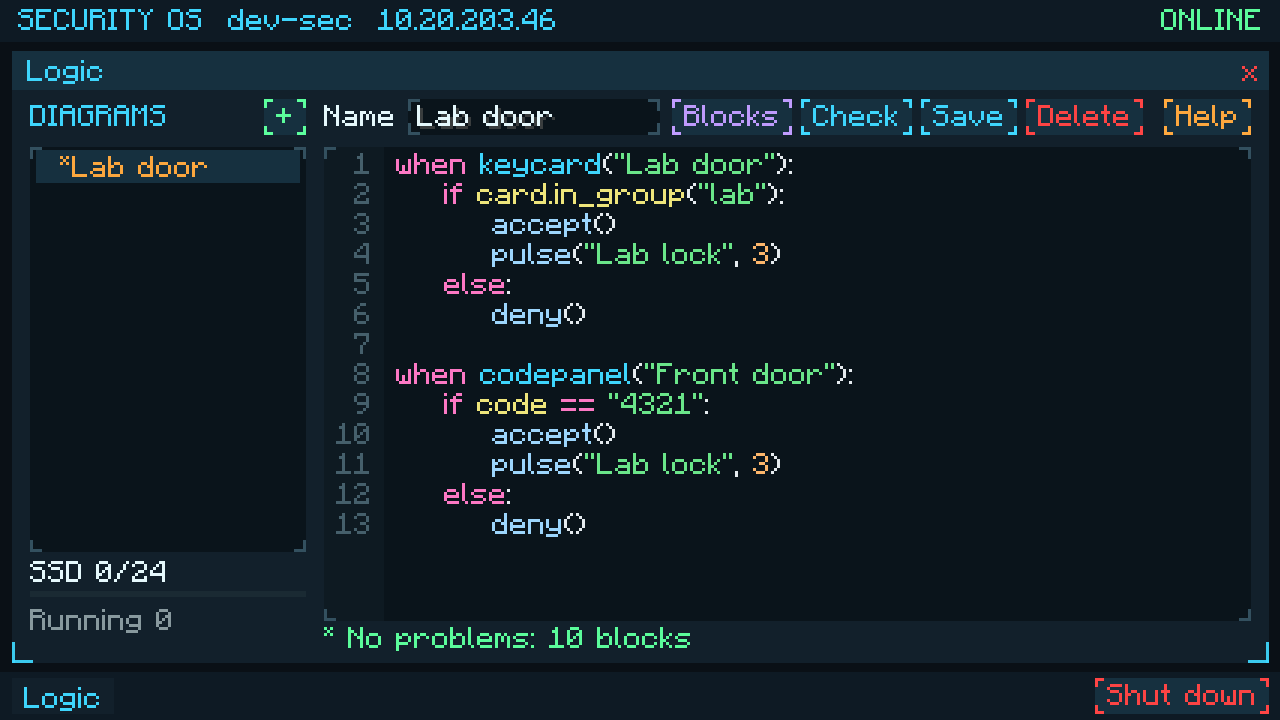 SECURITY OS dev-sec 10.20.203.46 ONLINE
Logic x
DIAGRAMS [+] Name Lab door [Blocks] [Check] [Save] [Delete] [Help]
*Lab door
1 when keycard("Lab door"):
2 if card.in_group("lab"):
3 accept()
4 pulse("Lab lock", 3)
5 else:
6 deny()
7
8 when codepanel("Front door"):
9 if code == "4321":
10 accept()
11 pulse("Lab lock", 3)
12 else:
13 deny()
SSD 0/24
Running 0
* No problems: 10 blocks
Logic [Shut down]